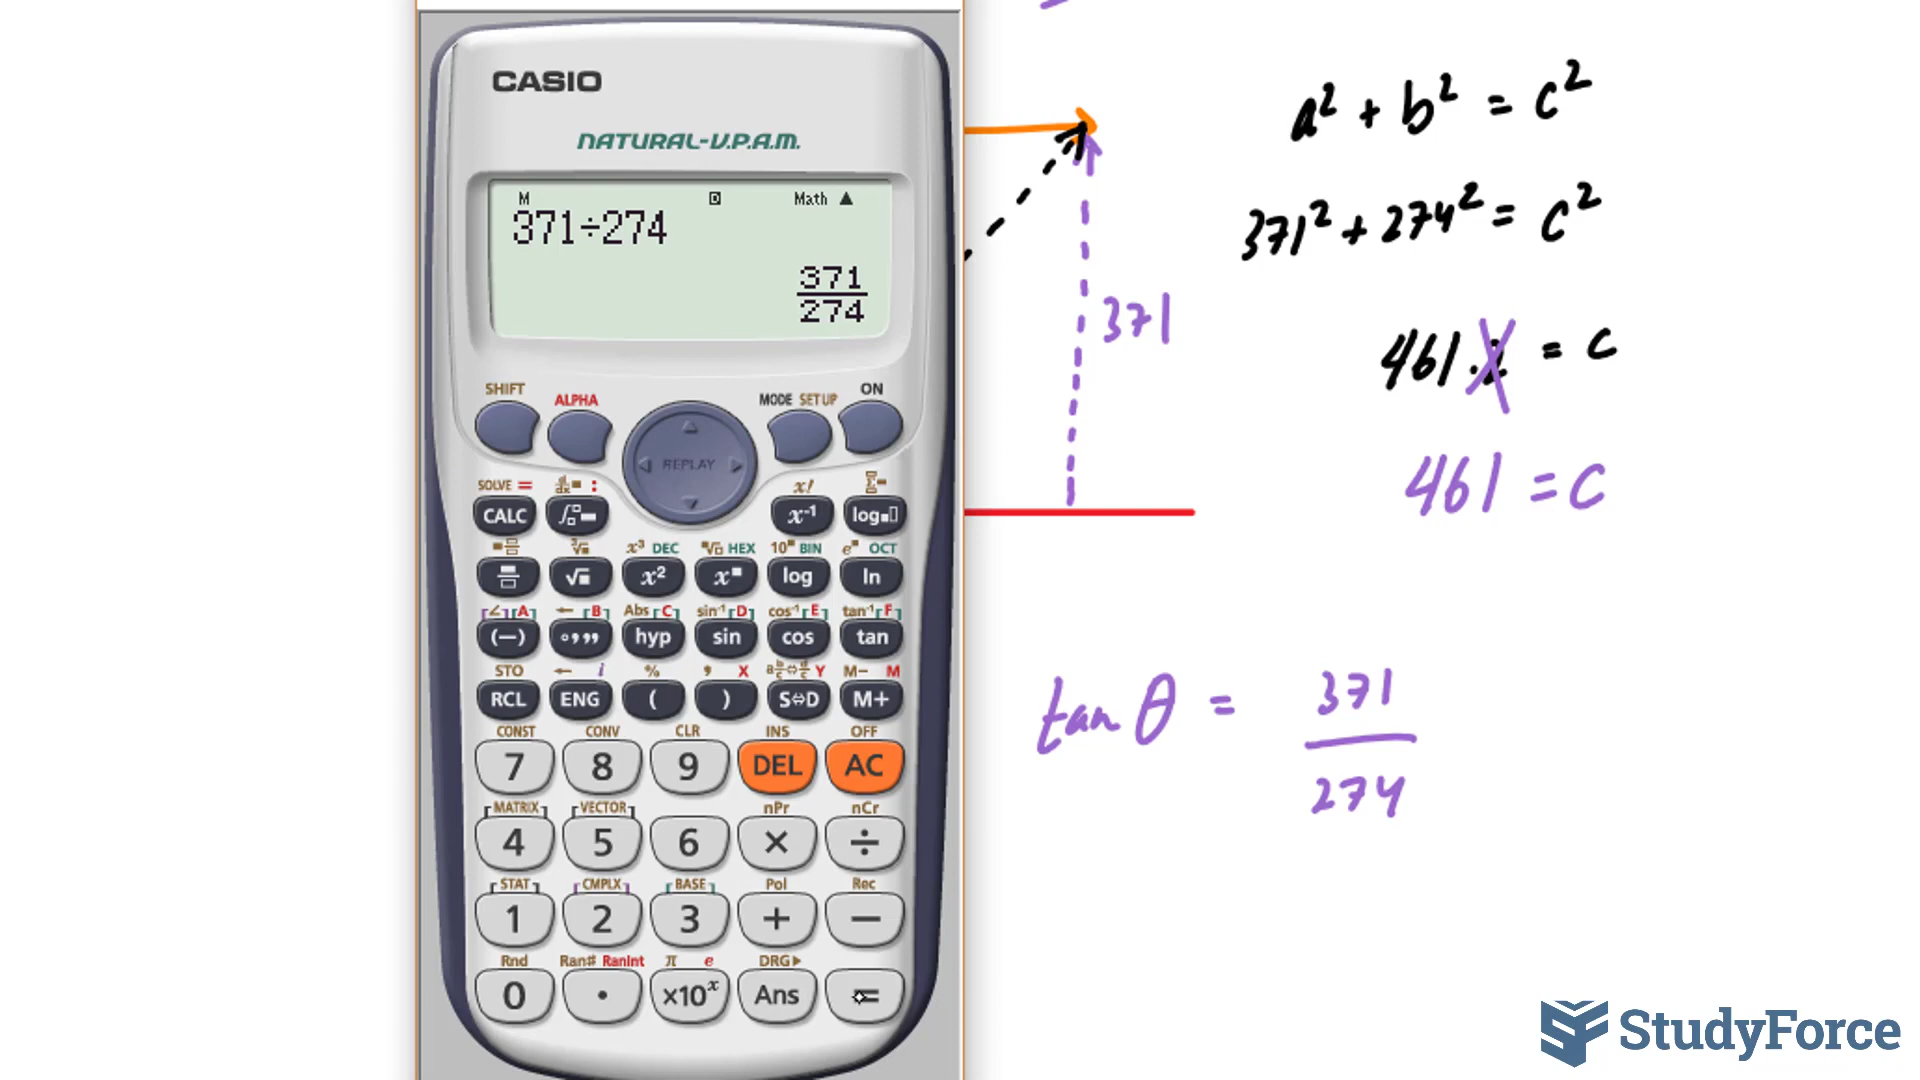 CASIO
NATURAL-V.P.A.M.
M D Math ▲
371÷274
371
274
SHIFT ALPHA MODE SETUP ON
REPLAY
SOLVE = d/dx = : x! Σ=
CALC ∫ x⁻¹ log
x³ DEC HEX 10 BIN e OCT
√ x² x log ln
∠ A ← B Abs C sin⁻¹ D cos⁻¹ E tan⁻¹ F
(−) hyp sin cos tan
STO ← i % , X Y M− M
RCL ENG ( ) S⇔D M+
CONST CONV CLR INS OFF
7 8 9 DEL AC
MATRIX VECTOR nPr nCr
4 5 6 × ÷
STAT CMPLX BASE Pol Rec
1 2 3 + −
Rnd Ran# RanInt π e DRG▶
0 . ×10ˣ Ans =
371
a² + b² = c²
371² + 274² = c²
461.2 = c
461 = c
tan θ = 371
274
StudyForce